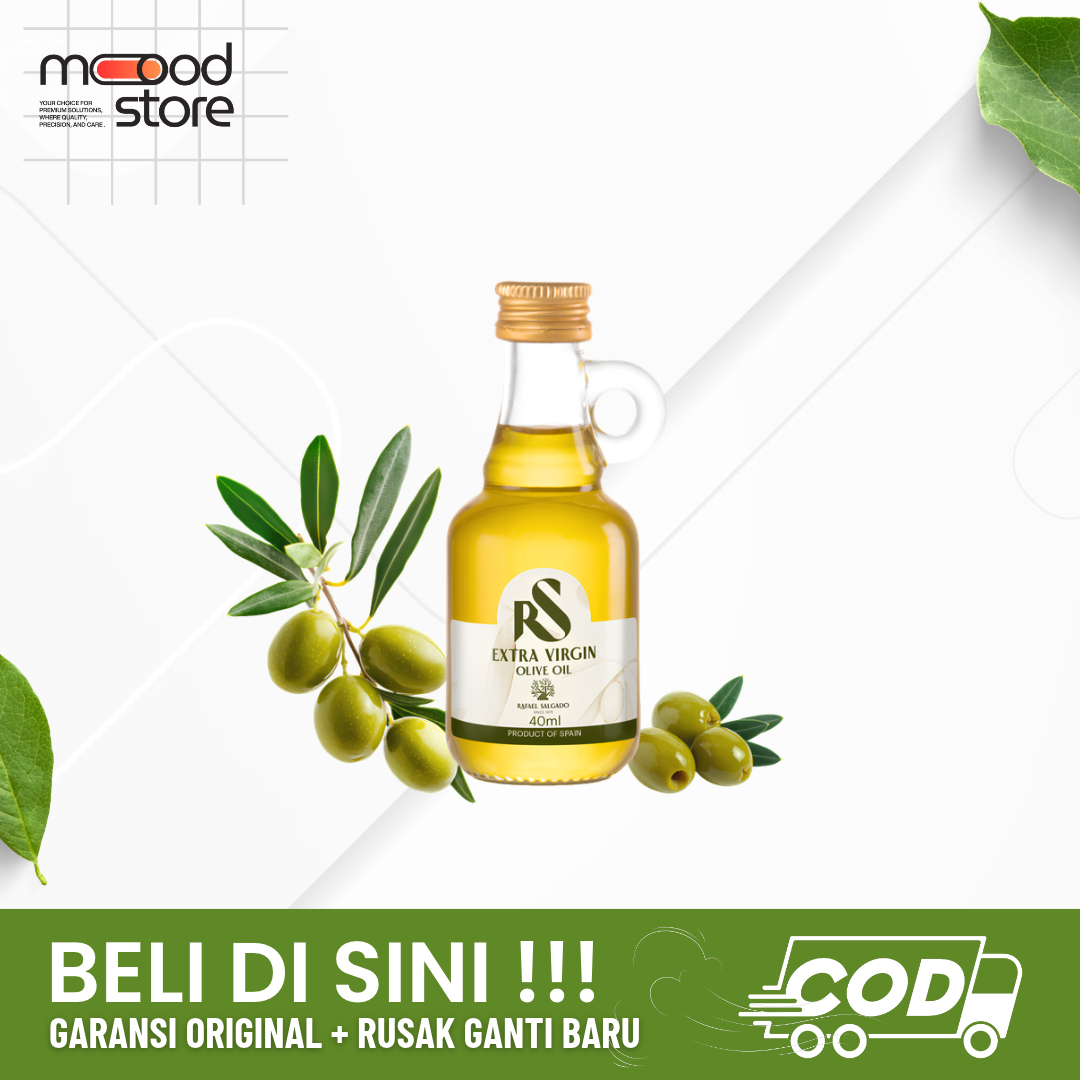 mood
store
YOUR CHOICE FOR
PREMIUM SOLUTIONS,
WHERE QUALITY,
PRECISION, AND CARE.
RS
EXTRA VIRGIN
OLIVE OIL
RAFAEL SALGADO
40ml
PRODUCT OF SPAIN
BELI DI SINI !!!
GARANSI ORIGINAL + RUSAK GANTI BARU
COD